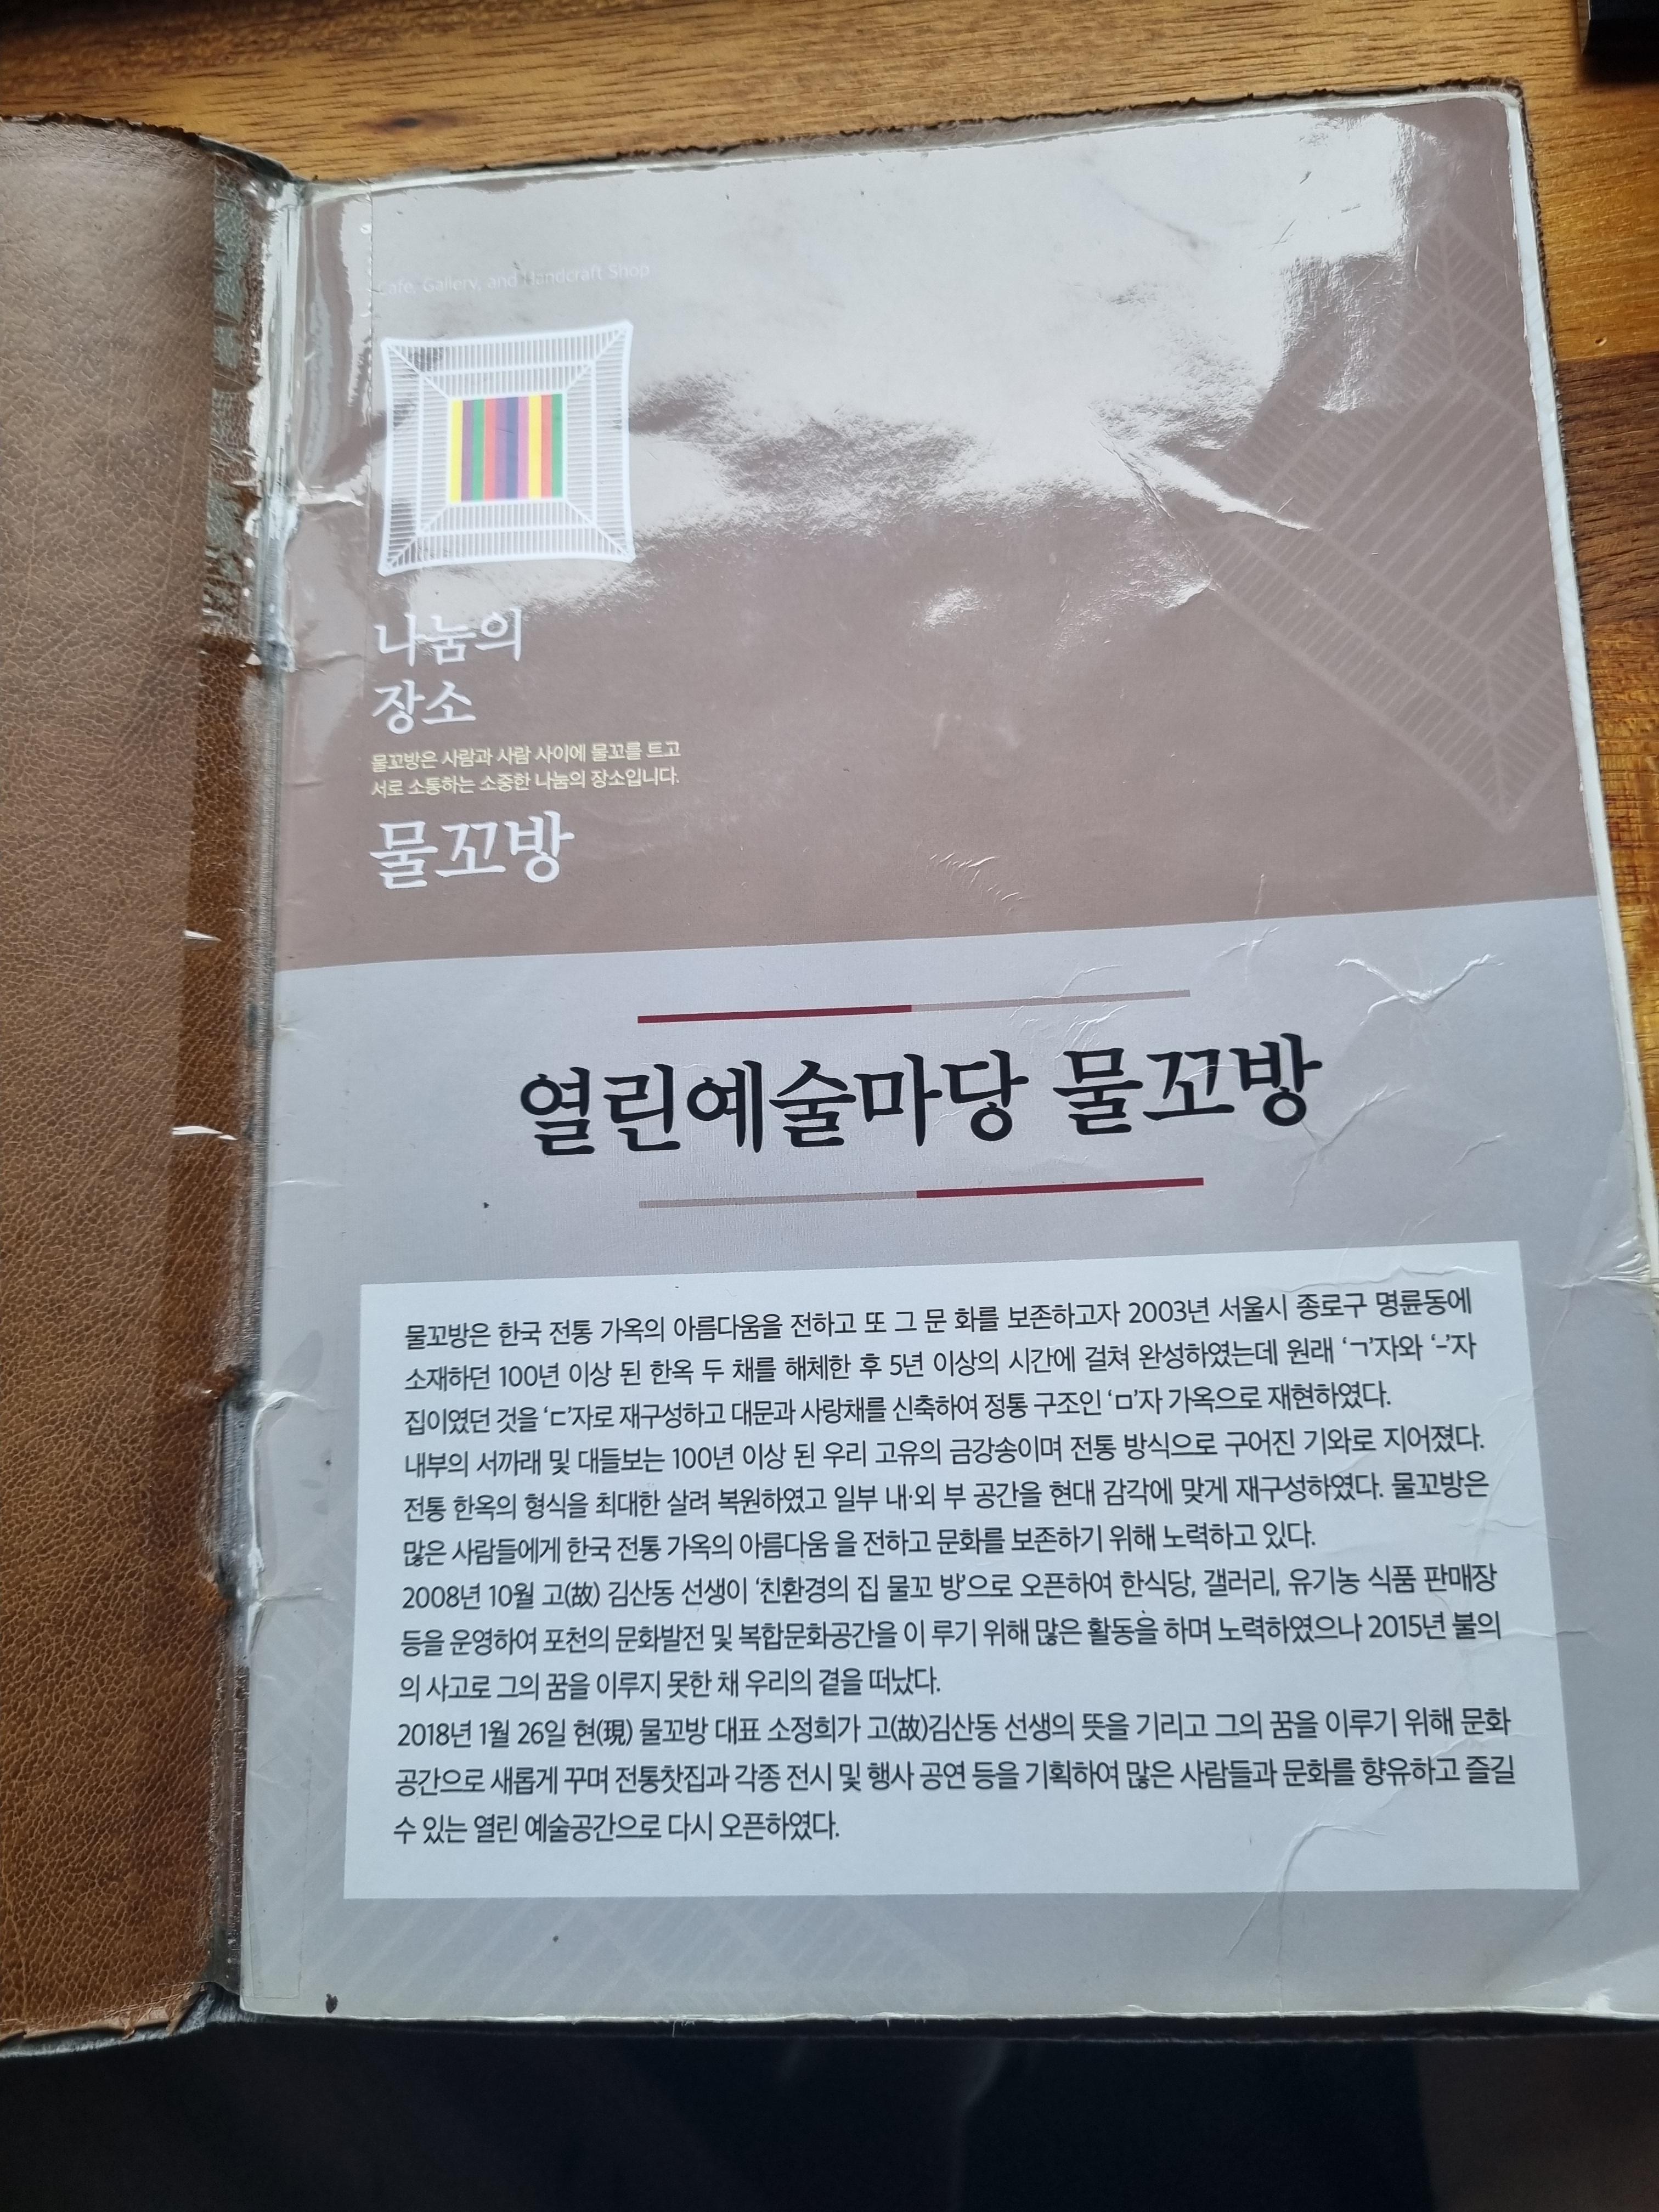 Cafe, Gallery, and Handcraft Shop
나눔의
장소
물꼬방은 사람과 사람 사이에 물꼬를 트고
서로 소통하는 소중한 나눔의 장소입니다.
물꼬방
열린예술마당 물꼬방
물꼬방은 한국 전통 가옥의 아름다움을 전하고 또 그 문 화를 보존하고자 2003년 서울시 종로구 명륜동에
소재하던 100년 이상 된 한옥 두 채를 해체한 후 5년 이상의 시간에 걸쳐 완성하였는데 원래 ‘ㄱ’자와 ‘-’자
집이였던 것을 ‘ㄷ’자로 재구성하고 대문과 사랑채를 신축하여 정통 구조인 ‘ㅁ’자 가옥으로 재현하였다.
내부의 서까래 및 대들보는 100년 이상 된 우리 고유의 금강송이며 전통 방식으로 구어진 기와로 지어졌다.
전통 한옥의 형식을 최대한 살려 복원하였고 일부 내·외 부 공간을 현대 감각에 맞게 재구성하였다. 물꼬방은
많은 사람들에게 한국 전통 가옥의 아름다움 을 전하고 문화를 보존하기 위해 노력하고 있다.
2008년 10월 고(故) 김산동 선생이 ‘친환경의 집 물꼬 방’으로 오픈하여 한식당, 갤러리, 유기농 식품 판매장
등을 운영하여 포천의 문화발전 및 복합문화공간을 이 루기 위해 많은 활동을 하며 노력하였으나 2015년 불의
의 사고로 그의 꿈을 이루지 못한 채 우리의 곁을 떠났다.
2018년 1월 26일 현(現) 물꼬방 대표 소정희가 고(故)김산동 선생의 뜻을 기리고 그의 꿈을 이루기 위해 문화
공간으로 새롭게 꾸며 전통찻집과 각종 전시 및 행사 공연 등을 기획하여 많은 사람들과 문화를 향유하고 즐길
수 있는 열린 예술공간으로 다시 오픈하였다.